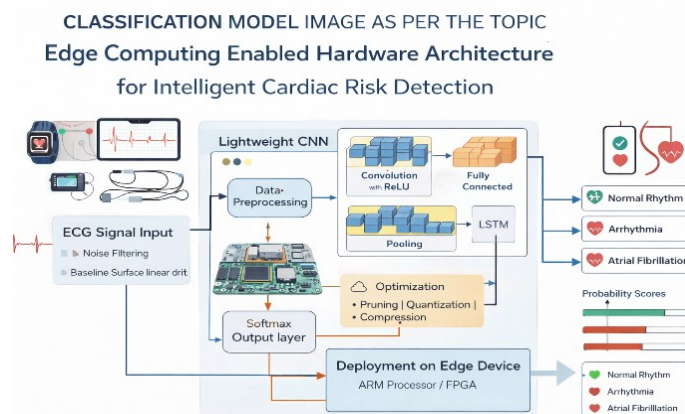 CLASSIFICATION MODEL IMAGE AS PER THE TOPIC
Edge Computing Enabled Hardware Architecture
for Intelligent Cardiac Risk Detection
Lightweight CNN
Data-
Preprocessing
Convolution
with ReLU
Fully
Connected
Pooling
LSTM
ECG Signal Input
Noise Filtering
Baseline Surface linear drit
Optimization
• Pruning | Quantization |
• Compression
Softmax
Output layer
Deployment on Edge Device
ARM Processor / FPGA
Normal Rhythm
Arrhythmia
Atrial Fibrillation
Probability Scores
Normal Rhythm
Arrhythmia
Atrial Fibrilllation